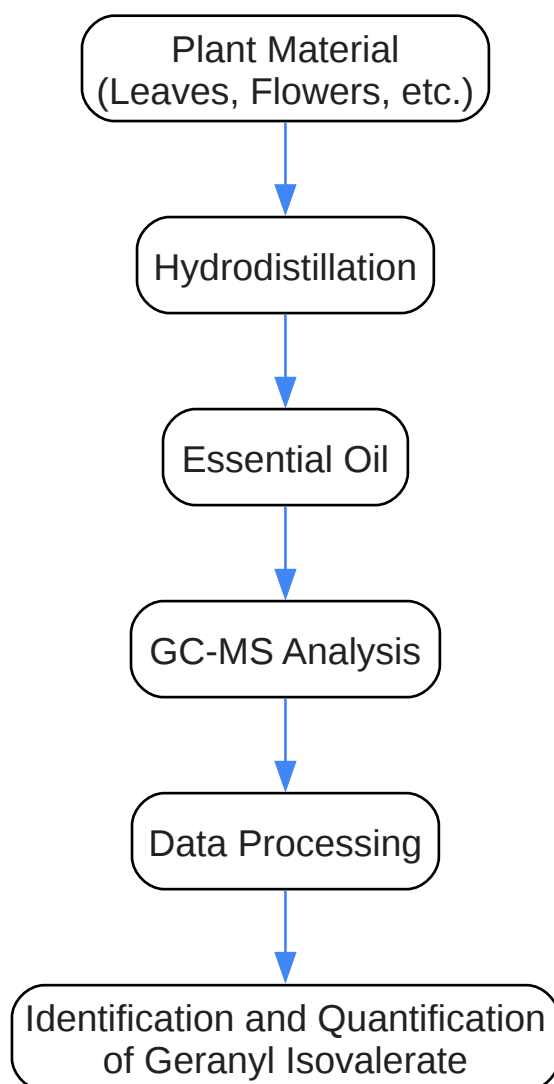 Plant Material
(Leaves, Flowers, etc.)
Hydrodistillation
Essential Oil
GC-MS Analysis
Data Processing
Identification and Quantification
of Geranyl Isovalerate